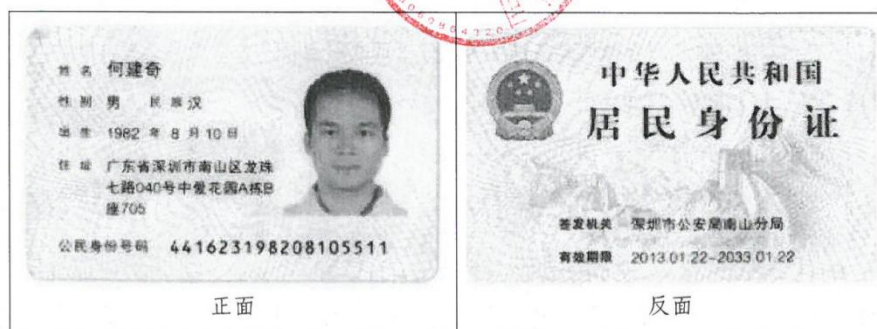 姓名 何建奇
性别 男 民族 汉
出生 1982 年 8 月 10 日
住址 广东省深圳市南山区龙珠
七路040号中爱花园A栋B
座705
公民身份号码 441623198208105511
正面
中华人民共和国
居民身份证
签发机关 深圳市公安局南山分局
有效期限 2013.01.22-2033.01.22
反面